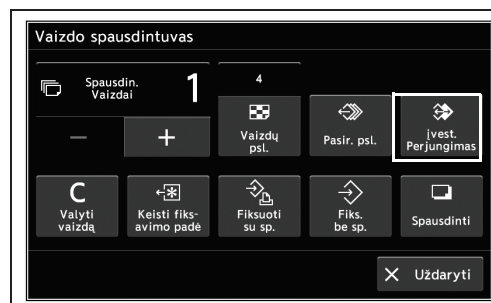 Vaizdo spausdintuvas
Spausdin.
Vaizdai
1
4
Vaizdų
psl.
Pasir. psl.
įvest.
Perjungimas
C
Valyti
vaizdą
Keisti fiks-
avimo padė
Fiksuoti
su sp.
Fiks.
be sp.
Spausdinti
Uždaryti